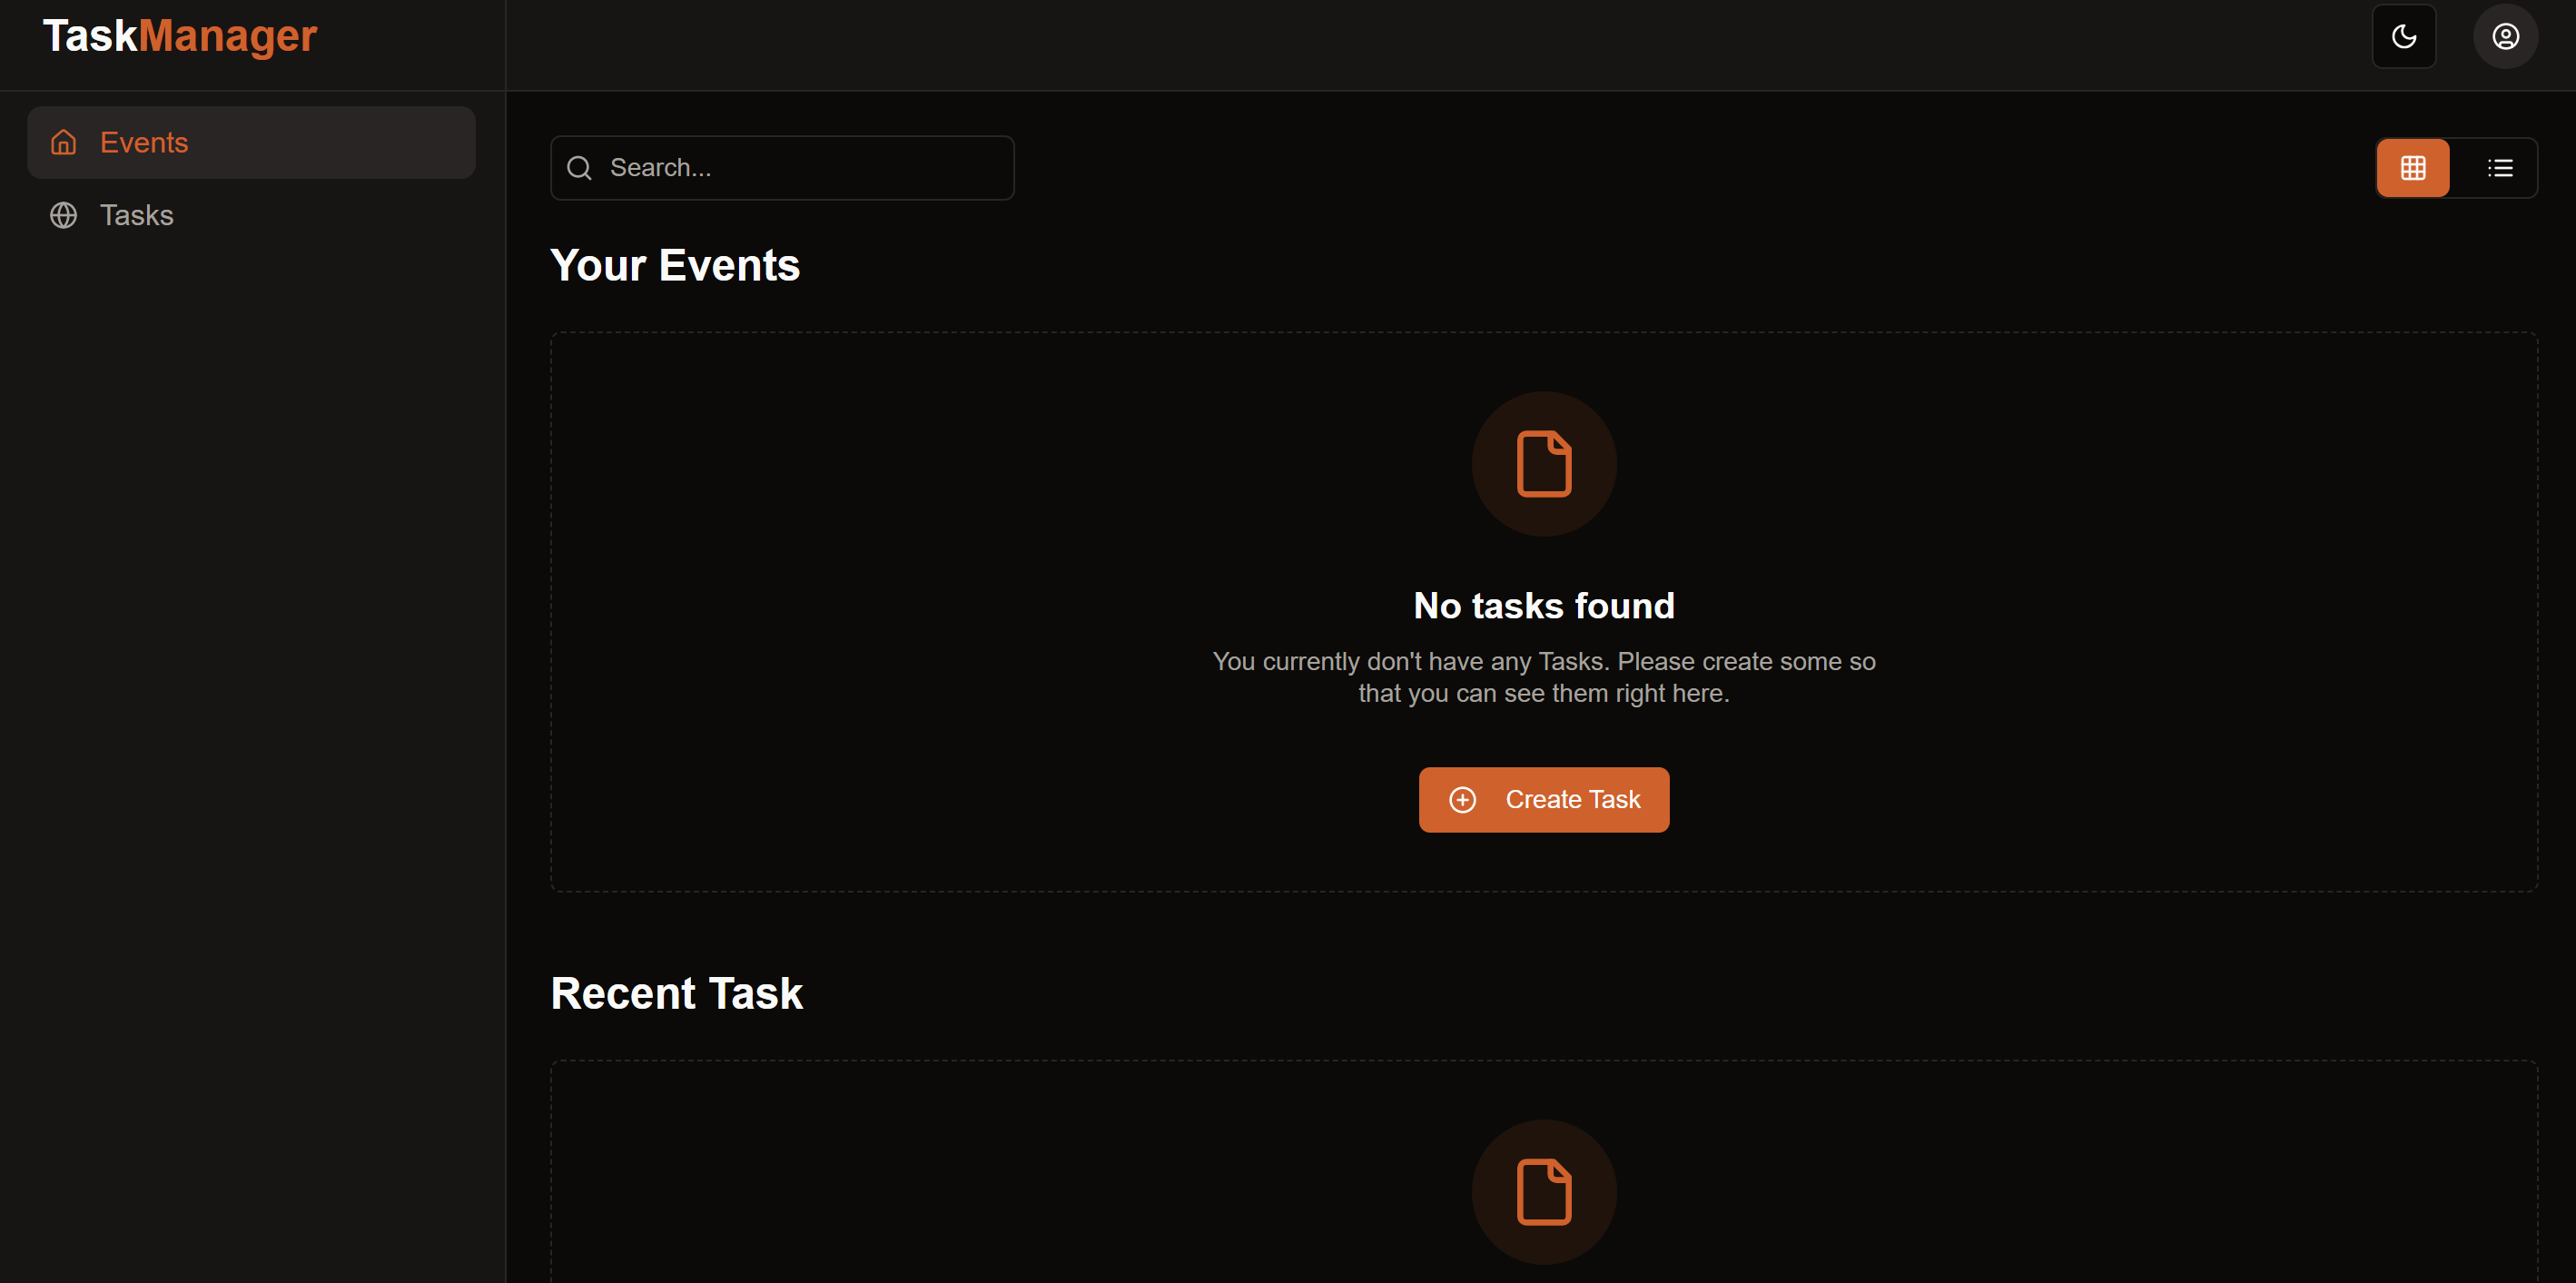 TaskManager
Events
Tasks
Search...
Your Events
No tasks found
You currently don't have any Tasks. Please create some so
that you can see them right here.
Create Task
Recent Task